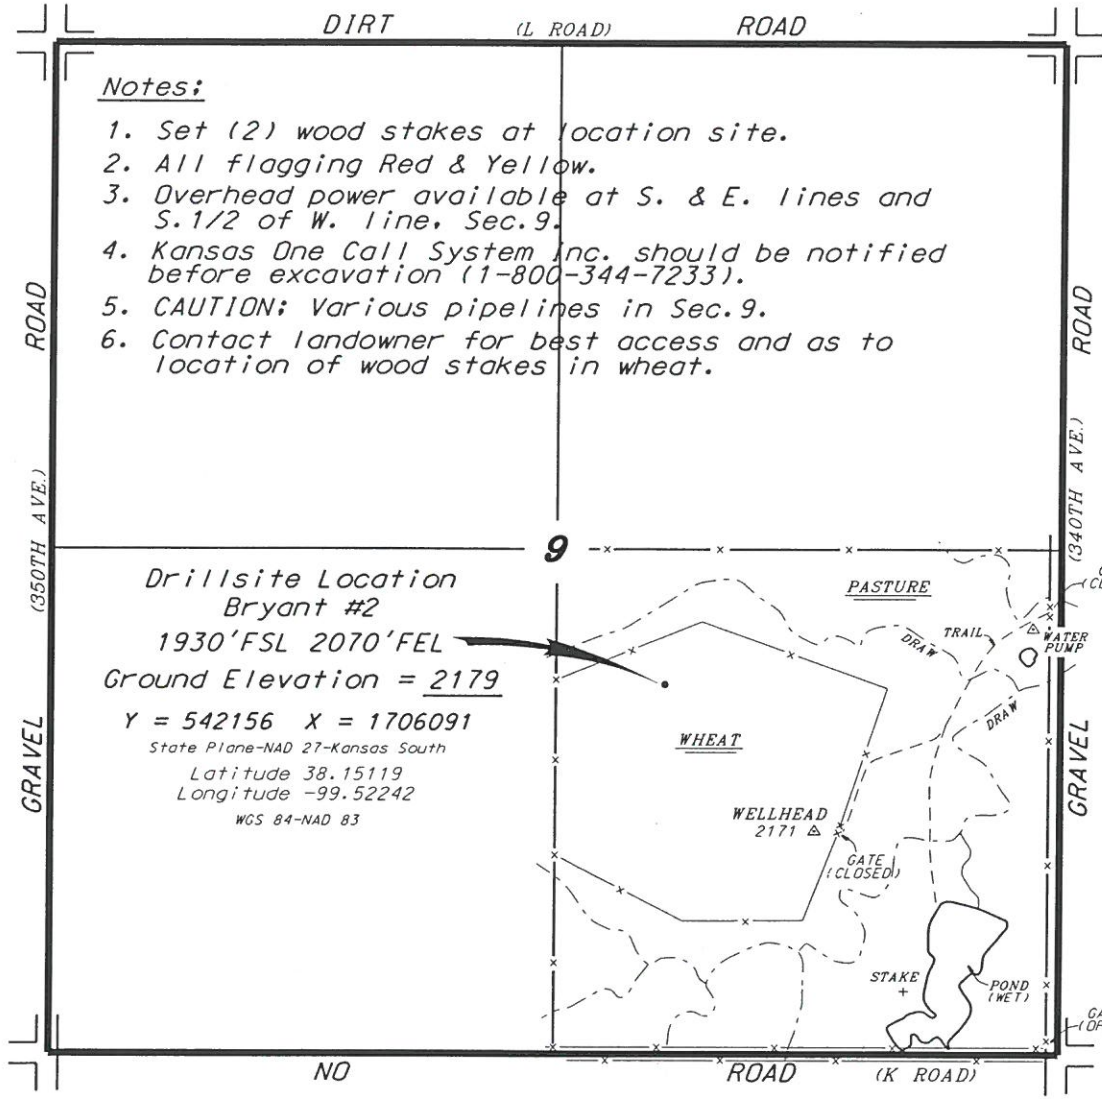 DIRT (L ROAD) ROAD
Notes:
1. Set (2) wood stakes at location site.
2. All flagging Red & Yellow.
3. Overhead power available at S. & E. lines and
S.1/2 of W. line, Sec.9.
4. Kansas One Call System Inc. should be notified
before excavation (1-800-344-7233).
5. CAUTION: Various pipelines in Sec.9.
6. Contact landowner for best access and as to
location of wood stakes in wheat.
ROAD
(350TH AVE.)
GRAVEL
ROAD
(340TH AVE.)
GRAVEL
9
Drillsite Location
Bryant #2
1930'FSL 2070'FEL
Ground Elevation = 2179
Y = 542156 X = 1706091
State Plane-NAD 27-Kansas South
Latitude 38.15119
Longitude -99.52242
WGS 84-NAD 83
PASTURE
TRAIL
DRAW
WATER
PUMP
DRAW
WHEAT
WELLHEAD
2171
GATE
(CLOSED)
STAKE
POND
(WET)
NO ROAD (K ROAD)